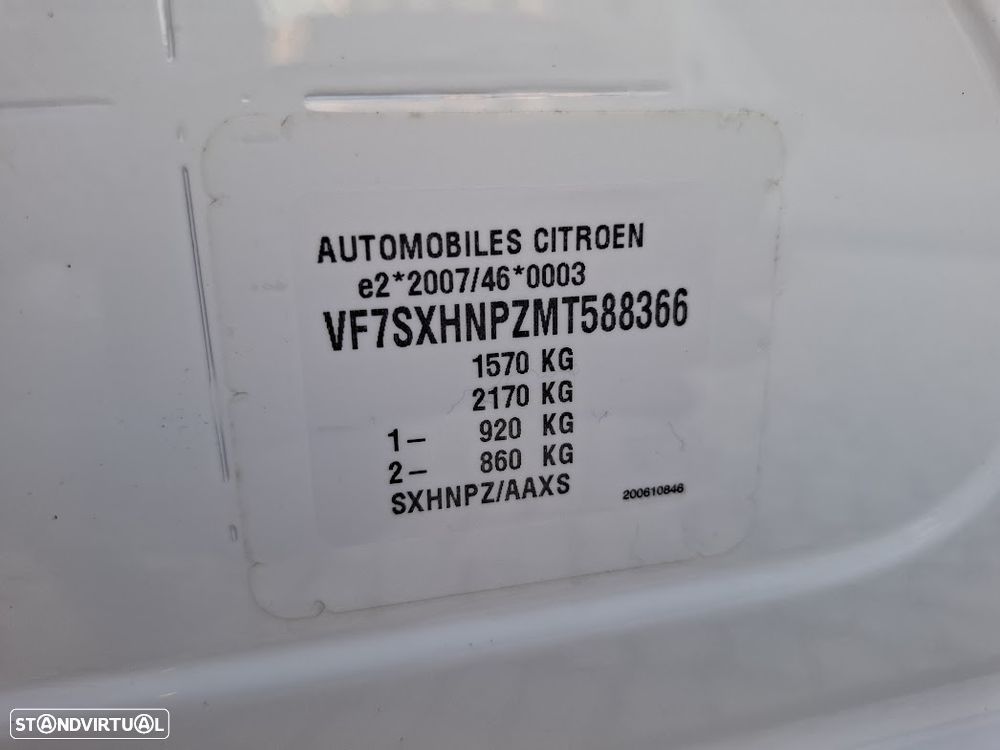 AUTOMOBILES CITROEN
e2*2007/46*0003
VF7SXHNPZMT588366
1570 KG
2170 KG
1– 920 KG
2– 860 KG
SXHNPZ/AAXS 200610846
STANDVIRTUAL